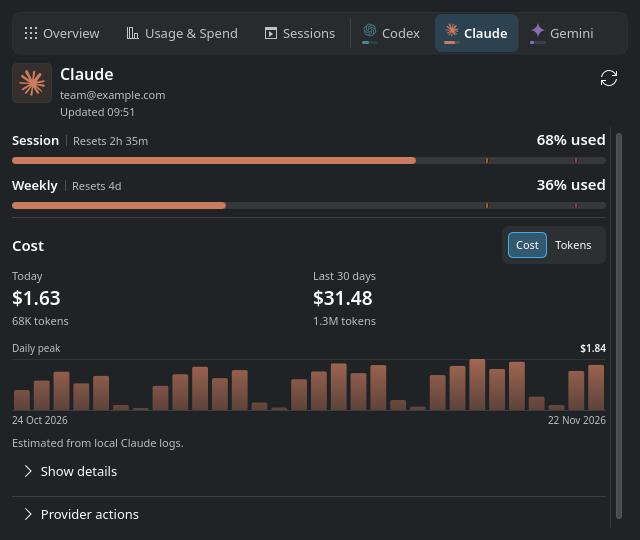 Overview Usage & Spend Sessions Codex Claude Gemini
Claude
team@example.com
Updated 09:51
Session Resets 2h 35m 68% used
Weekly Resets 4d 36% used
Cost Cost Tokens
Today Last 30 days
$1.63 $31.48
68K tokens 1.3M tokens
Daily peak $1.84
24 Oct 2026 22 Nov 2026
Estimated from local Claude logs.
Show details
Provider actions